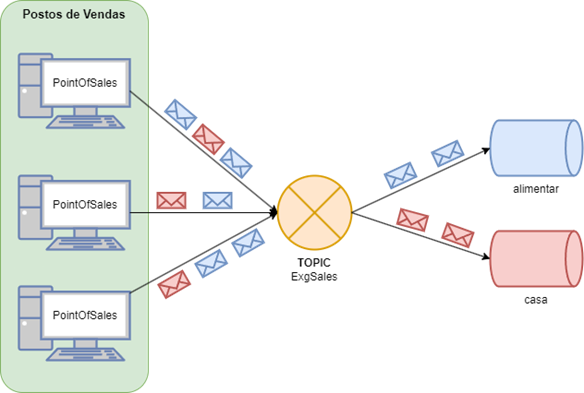 Postos de Vendas
PointOfSales
PointOfSales
PointOfSales
TOPIC
ExgSales
alimentar
casa